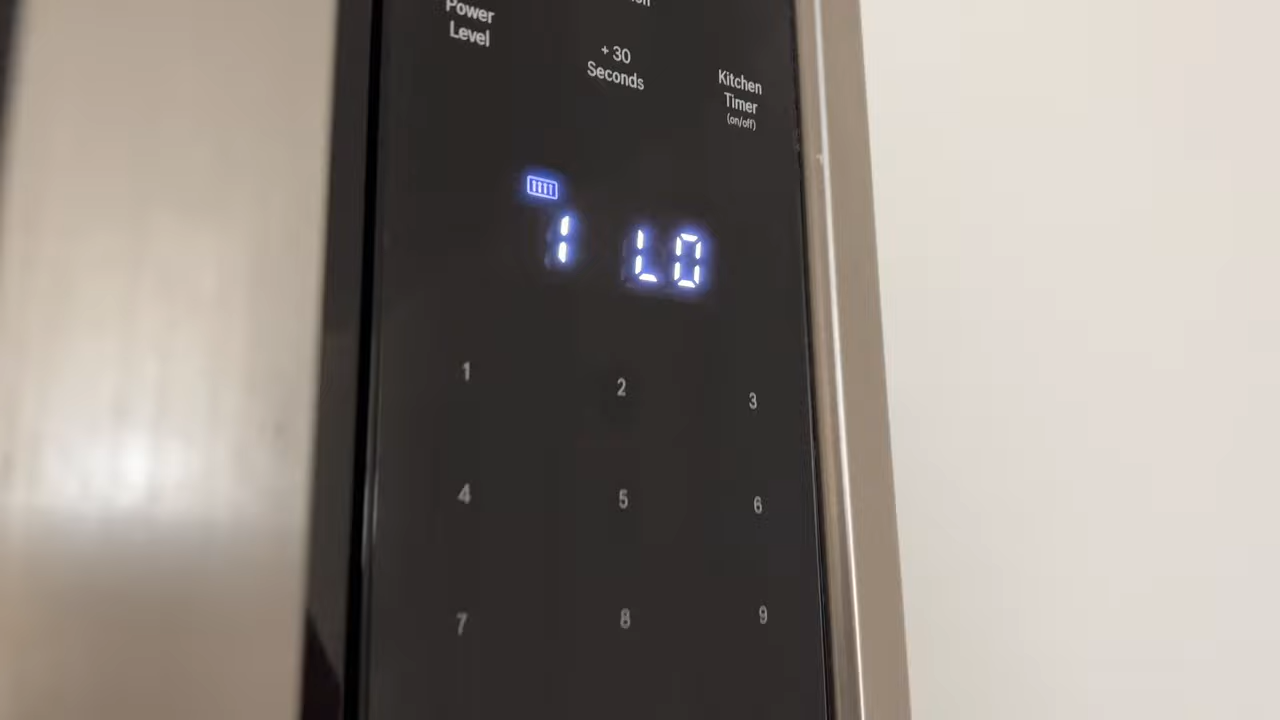 Power
Level
+ 30
Seconds
Kitchen
Timer
(on/off)
1 LO
1
2
3
4
5
6
7
8
9